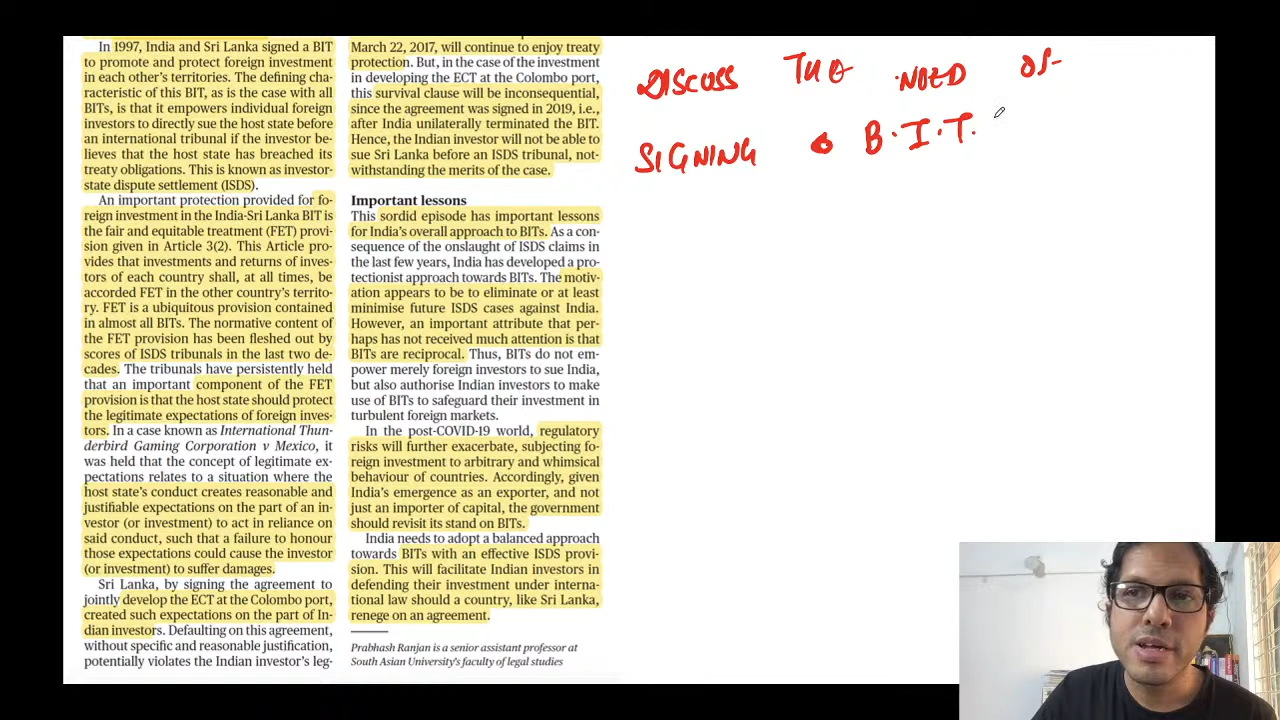 In 1997, India and Sri Lanka signed a BIT
to promote and protect foreign investment
in each other's territories. The defining cha-
racteristic of this BIT, as is the case with all
BITs, is that it empowers individual foreign
investors to directly sue the host state before
an international tribunal if the investor be-
lieves that the host state has breached its
treaty obligations. This is known as investor-
state dispute settlement (ISDS).
An important protection provided for fo-
reign investment in the India-Sri Lanka BIT is
the fair and equitable treatment (FET) provi-
sion given in Article 3(2). This Article pro-
vides that investments and returns of inves-
tors of each country shall, at all times, be
accorded FET in the other country's territo-
ry. FET is a ubiquitous provision contained
in almost all BITs. The normative content of
the FET provision has been fleshed out by
scores of ISDS tribunals in the last two de-
cades. The tribunals have persistently held
that an important component of the FET
provision is that the host state should protect
the legitimate expectations of foreign inves-
tors. In a case known as International Thun-
derbird Gaming Corporation v Mexico, it
was held that the concept of legitimate ex-
pectations relates to a situation where the
host state's conduct creates reasonable and
justifiable expectations on the part of an in-
vestor (or investment) to act in reliance on
said conduct, such that a failure to honour
those expectations could cause the investor
(or investment) to suffer damages.
Sri Lanka, by signing the agreement to
jointly develop the ECT at the Colombo port,
created such expectations on the part of In-
dian investors. Defaulting on this agreement,
without specific and reasonable justification,
potentially violates the Indian investor's leg-
March 22, 2017, will continue to enjoy treaty
protection. But, in the case of the investment
in developing the ECT at the Colombo port,
this survival clause will be inconsequential,
since the agreement was signed in 2019, i.e.,
after India unilaterally terminated the BIT.
Hence, the Indian investor will not be able to
sue Sri Lanka before an ISDS tribunal, not-
withstanding the merits of the case.
Important lessons
This sordid episode has important lessons
for India's overall approach to BITs. As a con-
sequence of the onslaught of ISDS claims in
the last few years, India has developed a pro-
tectionist approach towards BITs. The motiv-
ation appears to be to eliminate or at least
minimise future ISDS cases against India.
However, an important attribute that per-
haps has not received much attention is that
BITs are reciprocal. Thus, BITs do not em-
power merely foreign investors to sue India,
but also authorise Indian investors to make
use of BITs to safeguard their investment in
turbulent foreign markets.
In the post-COVID-19 world, regulatory
risks will further exacerbate, subjecting fo-
reign investment to arbitrary and whimsical
behaviour of countries. Accordingly, given
India's emergence as an exporter, and not
just an importer of capital, the government
should revisit its stand on BITs.
India needs to adopt a balanced approach
towards BITs with an effective ISDS provi-
sion. This will facilitate Indian investors in
defending their investment under interna-
tional law should a country, like Sri Lanka,
renege on an agreement.
Prabhash Ranjan is a senior assistant professor at
South Asian University's faculty of legal studies
DISCUSS THE NEED OF
SIGNING B.I.T.